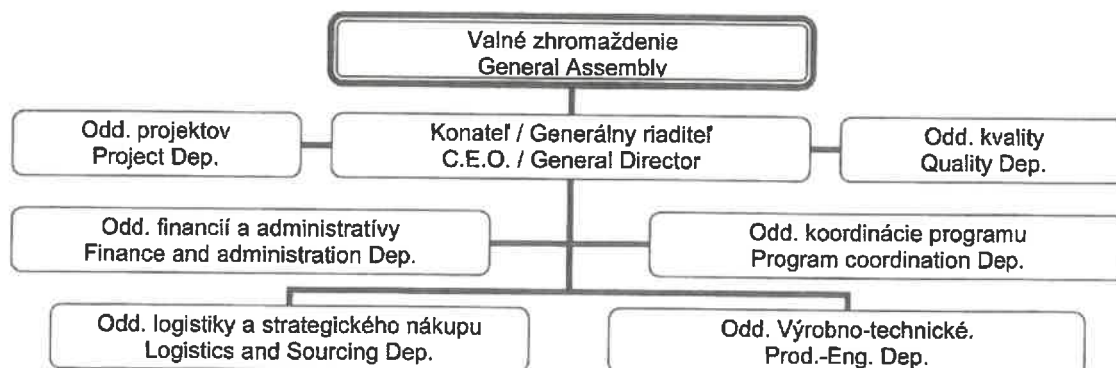 Valné zhromaždenie
General Assembly
Odd. projektov
Project Dep.
Konateľ / Generálny riaditeľ
C.E.O. / General Director
Odd. kvality
Quality Dep.
Odd. financií a administratívy
Finance and administration Dep.
Odd. koordinácie programu
Program coordination Dep.
Odd. logistiky a strategického nákupu
Logistics and Sourcing Dep.
Odd. Výrobno-technické.
Prod.-Eng. Dep.